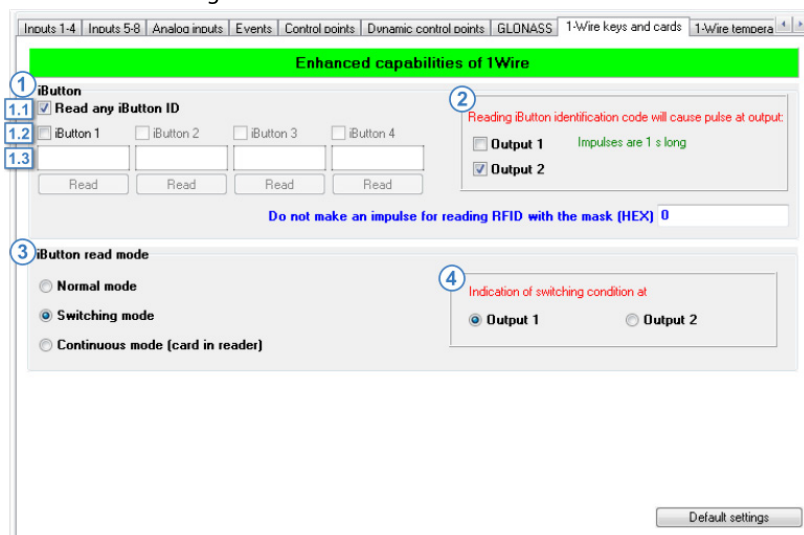 Inputs 1-4 Inputs 5-8 Analog inputs Events Control points Dynamic control points GLONASS 1-Wire keys and cards 1-Wire tempera
Enhanced capabilities of 1Wire
1 iButton
1.1 Read any iButton ID
1.2 iButton 1 iButton 2 iButton 3 iButton 4
1.3
Read Read Read Read
2
Reading iButton identification code will cause pulse at output:
Output 1 Impulses are 1 s long
Output 2
Do not make an impulse for reading RFID with the mask (HEX) 0
3 iButton read mode
Normal mode
Switching mode
Continuous mode (card in reader)
4
Indication of switching condition at
Output 1 Output 2
Default settings